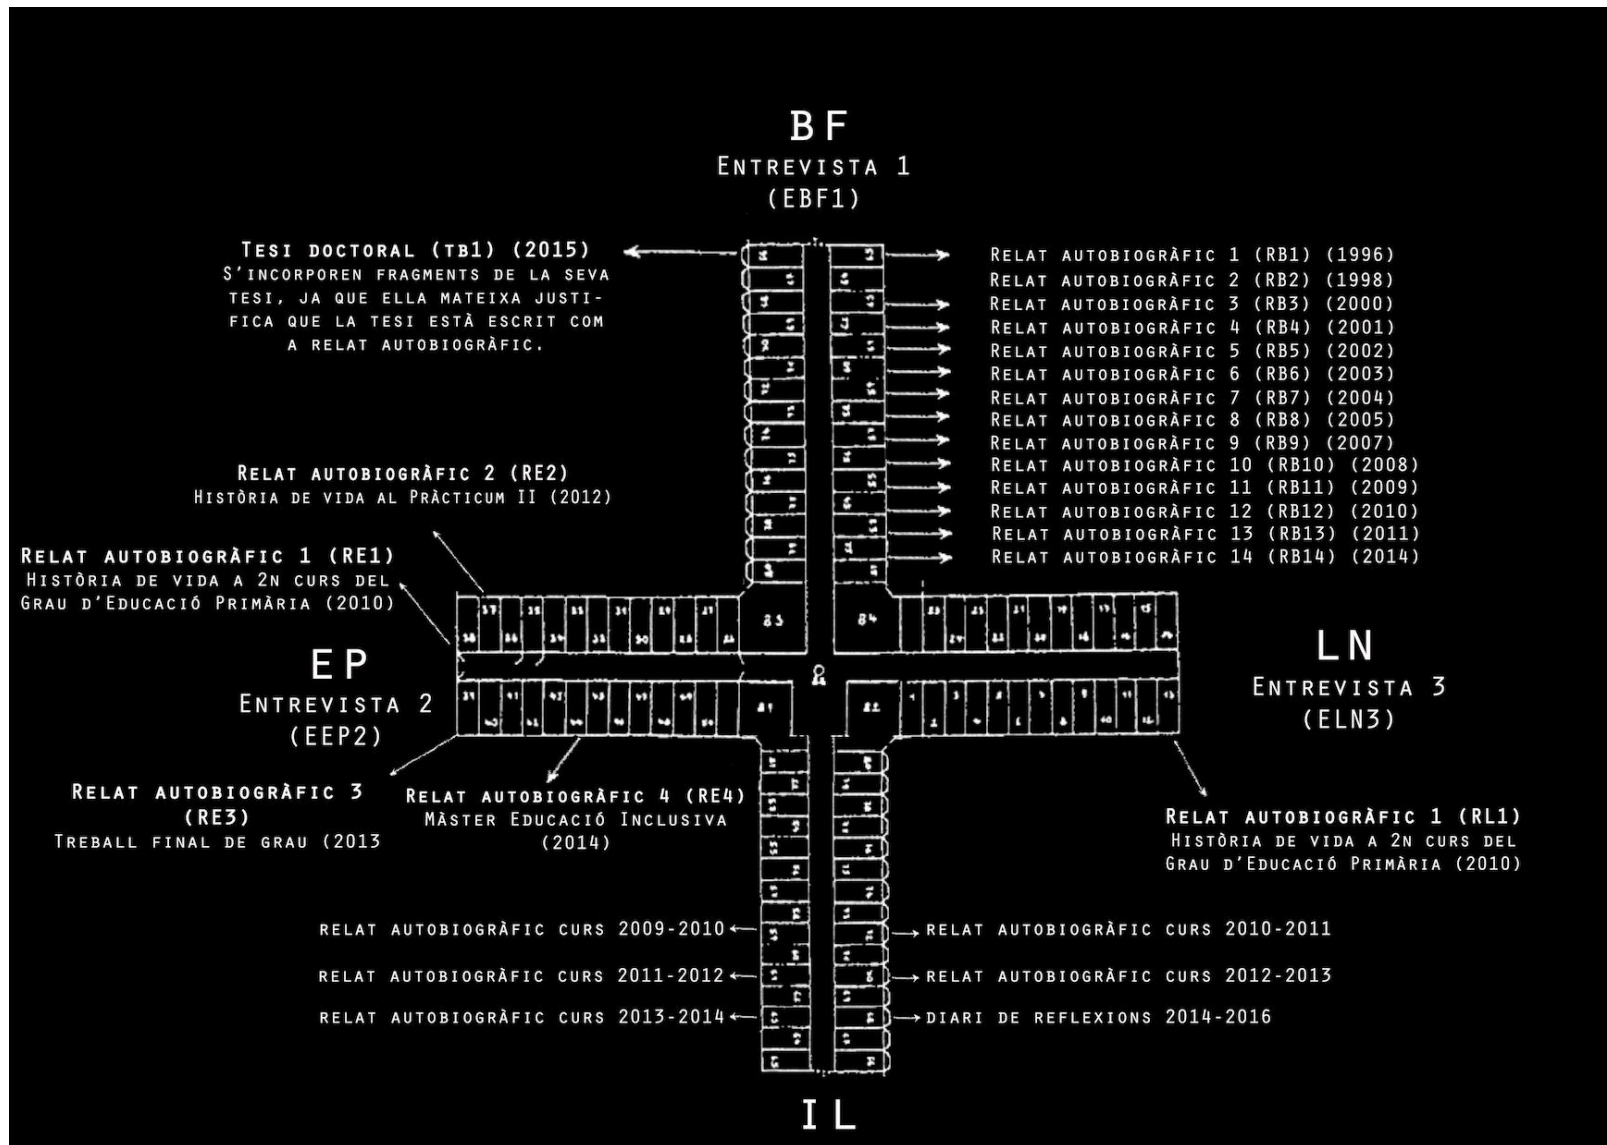 BF
Entrevista 1
(EBF1)
Tesi doctoral (tb1) (2015)
S'incorporen fragments de la seva
tesi, ja que ella mateixa justi-
fica que la tesi està escrit com
a relat autobiogràfic.
Relat autobiogràfic 1 (RB1) (1996)
Relat autobiogràfic 2 (RB2) (1998)
Relat autobiogràfic 3 (RB3) (2000)
Relat autobiogràfic 4 (RB4) (2001)
Relat autobiogràfic 5 (RB5) (2002)
Relat autobiogràfic 6 (RB6) (2003)
Relat autobiogràfic 7 (RB7) (2004)
Relat autobiogràfic 8 (RB8) (2005)
Relat autobiogràfic 9 (RB9) (2007)
Relat autobiogràfic 10 (RB10) (2008)
Relat autobiogràfic 11 (RB11) (2009)
Relat autobiogràfic 12 (RB12) (2010)
Relat autobiogràfic 13 (RB13) (2011)
Relat autobiogràfic 14 (RB14) (2014)
Relat autobiogràfic 2 (RE2)
Història de vida al Pràcticum II (2012)
Relat autobiogràfic 1 (RE1)
Història de vida a 2n curs del
Grau d'Educació Primària (2010)
EP
Entrevista 2
(EEP2)
83
84
81
82
LN
Entrevista 3
(ELN3)
Relat autobiogràfic 3
(RE3)
Treball final de grau (2013
Relat autobiogràfic 4 (RE4)
Màster Educació Inclusiva
(2014)
Relat autobiogràfic 1 (RL1)
Història de vida a 2n curs del
Grau d'Educació Primària (2010)
relat autobiogràfic curs 2009-2010
relat autobiogràfic curs 2010-2011
relat autobiogràfic curs 2011-2012
relat autobiogràfic curs 2012-2013
relat autobiogràfic curs 2013-2014
diari de reflexions 2014-2016
IL